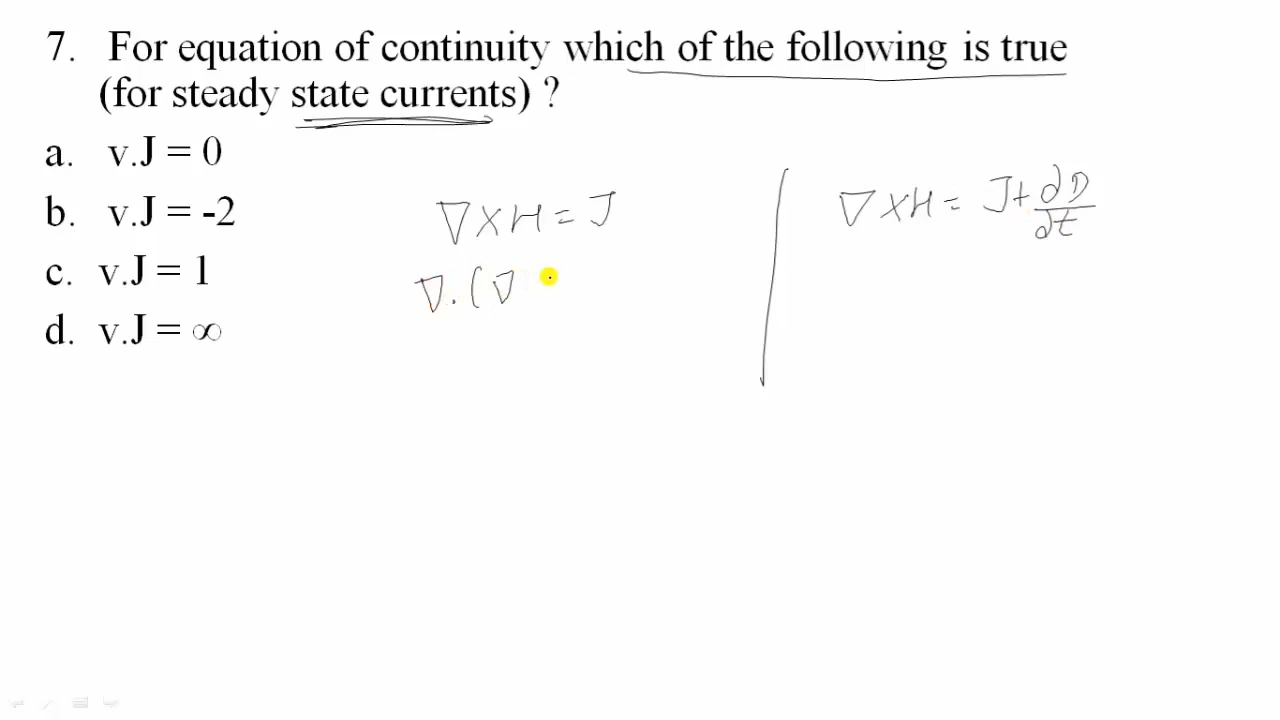 7. For equation of continuity which of the following is true
(for steady state currents) ?
a. v.J = 0
b. v.J = -2
c. v.J = 1
d. v.J = ∞
∇ X H = J
∇ . ( ∇
∇ X H = J + ∂D/∂t